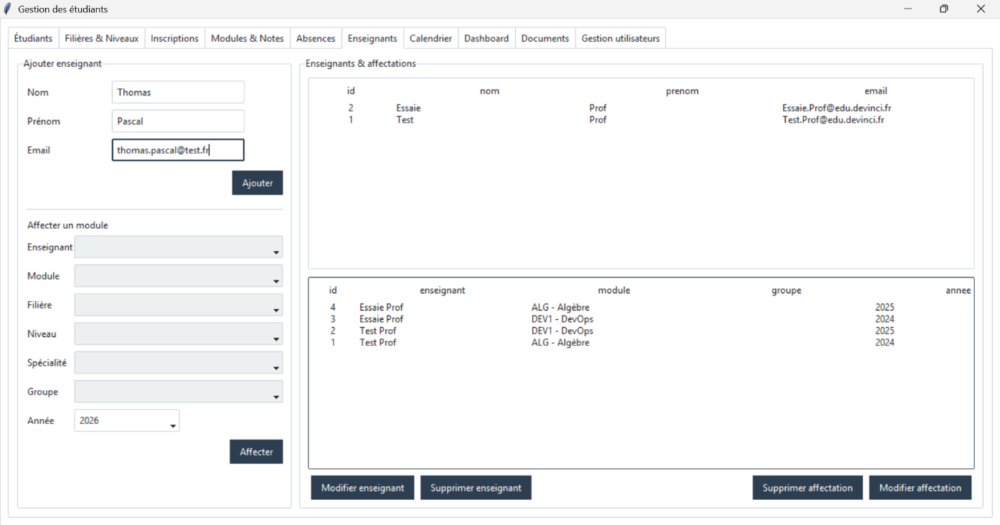 Gestion des étudiants
Étudiants Filières & Niveaux Inscriptions Modules & Notes Absences Enseignants Calendrier Dashboard Documents Gestion utilisateurs
Ajouter enseignant
Nom Thomas
Prénom Pascal
Email thomas.pascal@test.fr
Ajouter
Affecter un module
Enseignant
Module
Filière
Niveau
Spécialité
Groupe
Année 2026
Affecter
Enseignants & affectations
id nom prenom email
2 Essaie Prof Essaie.Prof@edu.devinci.fr
1 Test Prof Test.Prof@edu.devinci.fr
id enseignant module groupe annee
4 Essaie Prof ALG - Algèbre 2025
3 Essaie Prof DEV1 - DevOps 2024
2 Test Prof DEV1 - DevOps 2025
1 Test Prof ALG - Algèbre 2024
Modifier enseignant Supprimer enseignant Supprimer affectation Modifier affectation